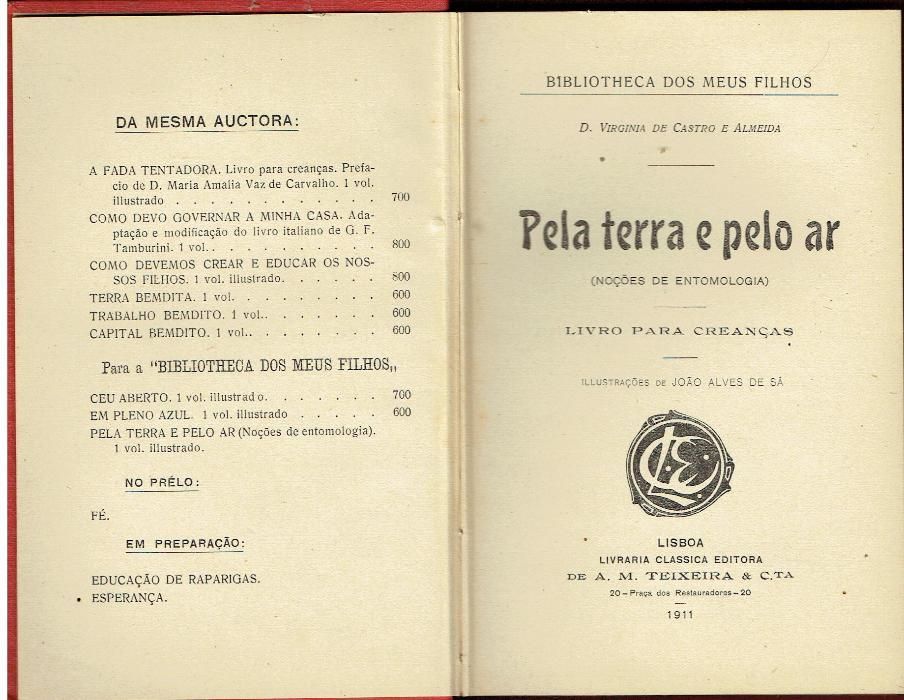 DA MESMA AUCTORA:
A FADA TENTADORA. Livro para creanças. Prefa-
cio de D. Maria Amalia Vaz de Carvalho. 1 vol.
illustrado . . . . . . . . . . . . 700
COMO DEVO GOVERNAR A MINHA CASA. Ada-
ptação e modificação do livro italiano de G. F.
Tamburini. 1 vol. . . . . . . . . . . 800
COMO DEVEMOS CREAR E EDUCAR OS NOS-
SOS FILHOS. 1 vol. illustrado. . . . . . 800
TERRA BEMDITA. 1 vol. . . . . . . . . 600
TRABALHO BEMDITO. 1 vol.. . . . . . . 600
CAPITAL BEMDITO. 1 vol.. . . . . . . . 600
Para a "BIBLIOTHECA DOS MEUS FILHOS„
CEU ABERTO. 1 vol. illustrado. . . . . . . 700
EM PLENO AZUL. 1 vol. illustrado . . . . . 600
PELA TERRA E PELO AR (Noções de entomologia).
1 vol. illustrado.
NO PRÉLO:
FÉ.
EM PREPARAÇÃO:
EDUCAÇÃO DE RAPARIGAS.
ESPERANÇA.
BIBLIOTHECA DOS MEUS FILHOS
D. VIRGINIA DE CASTRO E ALMEIDA
Pela terra e pelo ar
(NOÇÕES DE ENTOMOLOGIA)
LIVRO PARA CREANÇAS
ILLUSTRAÇÕES DE JOÃO ALVES DE SÁ
LCE
LISBOA
LIVRARIA CLASSICA EDITORA
DE A. M. TEIXEIRA & C.TA
20-Praça dos Restauradores-20
1911